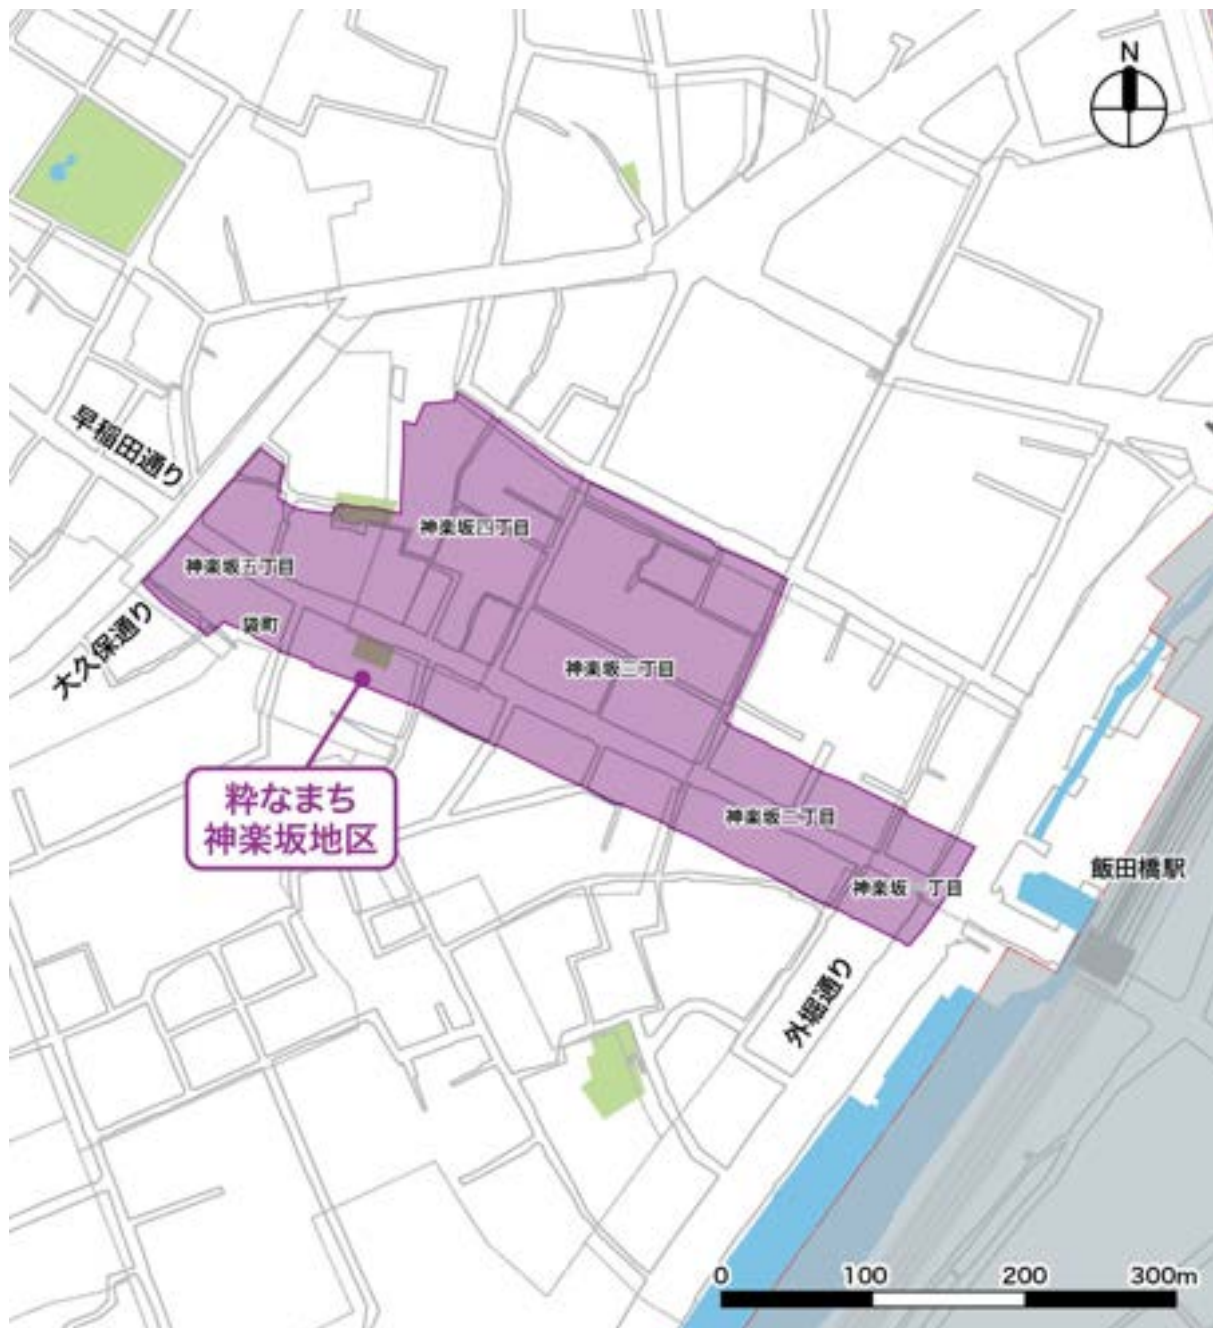 N
早稲田通り
神楽坂四丁目
神楽坂五丁目
袋町
大久保通り
神楽坂三丁目
粋なまち
神楽坂地区
神楽坂二丁目
飯田橋駅
神楽坂一丁目
外堀通り
0 100 200 300m